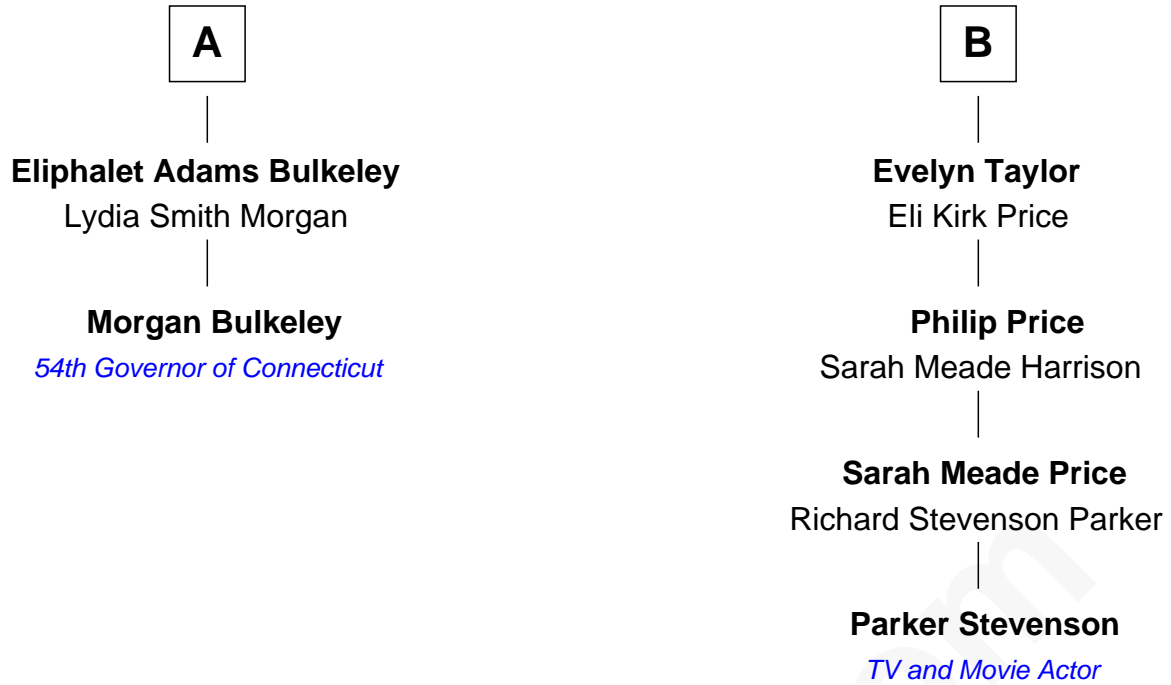 A
Eliphalet Adams Bulkeley
Lydia Smith Morgan
Morgan Bulkeley
54th Governor of Connecticut
B
Evelyn Taylor
Eli Kirk Price
Philip Price
Sarah Meade Harrison
Sarah Meade Price
Richard Stevenson Parker
Parker Stevenson
TV and Movie Actor